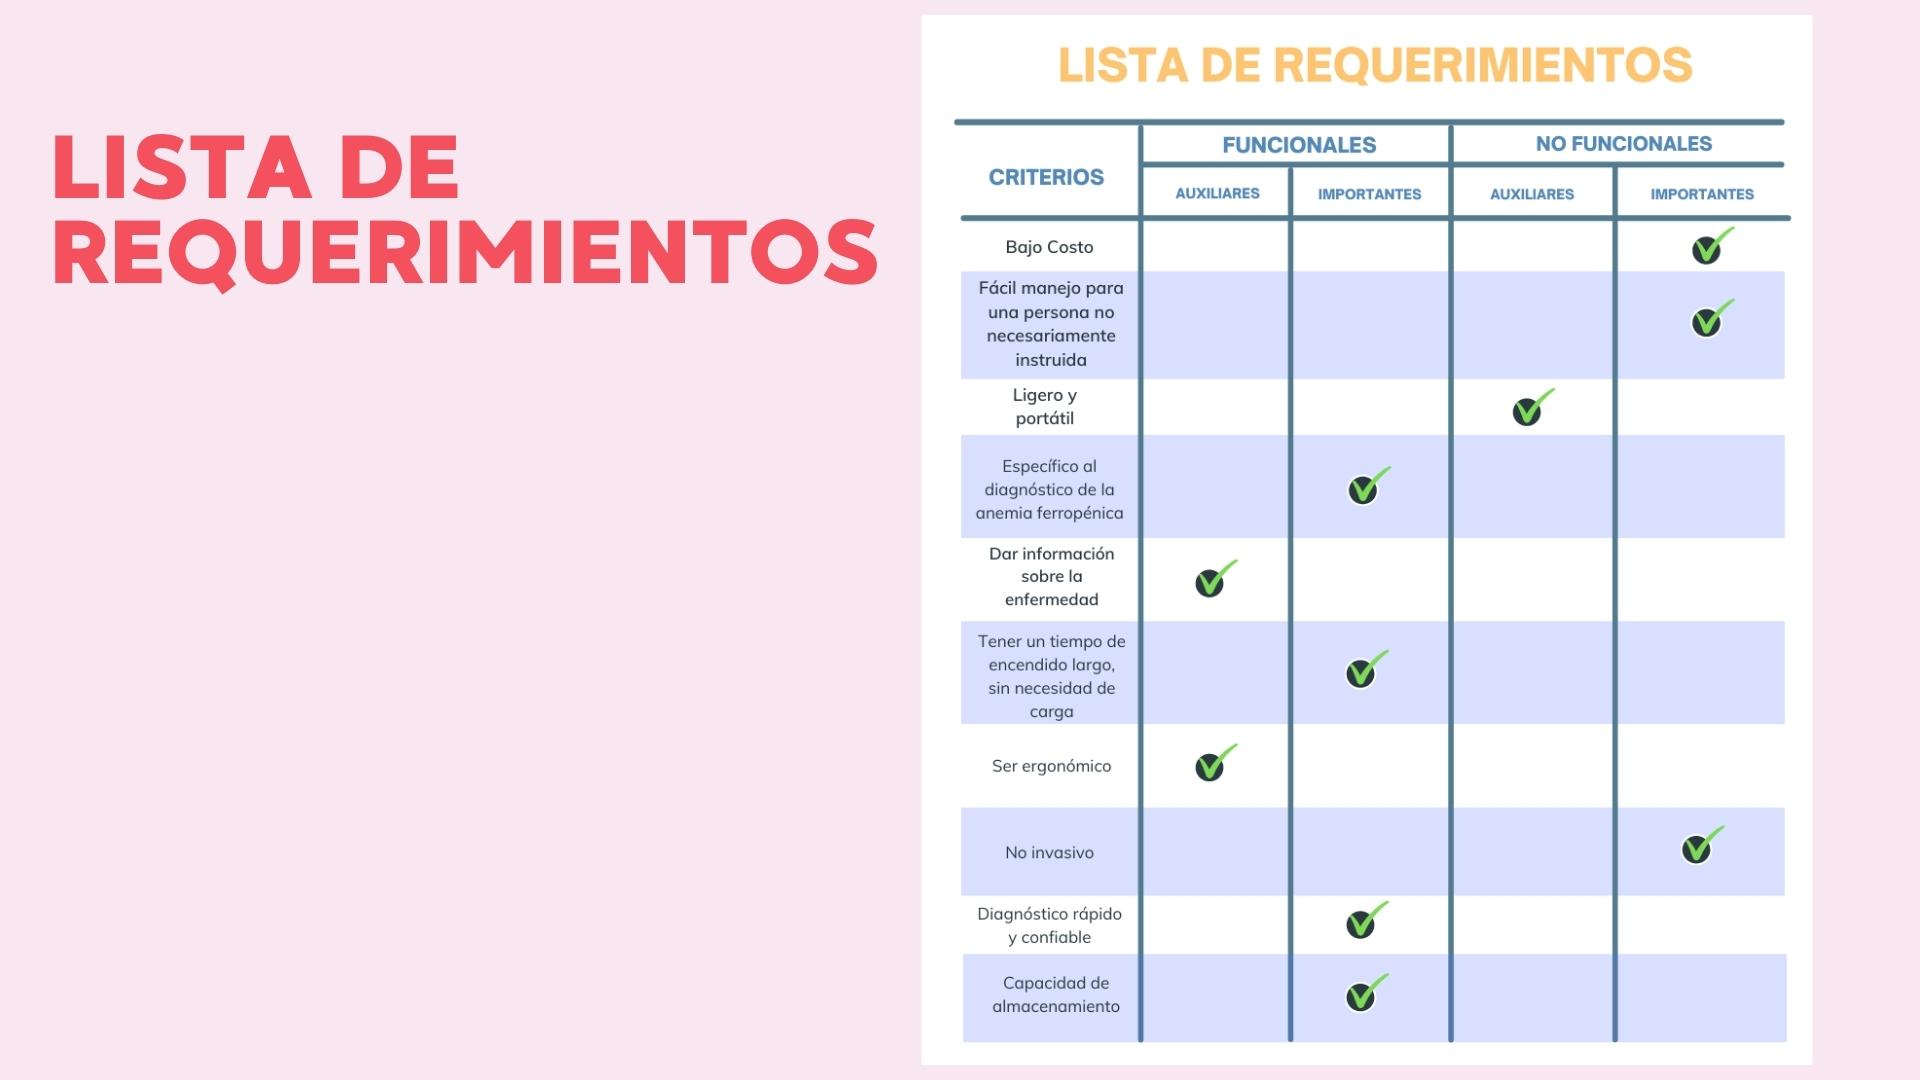 LISTA DE
REQUERIMIENTOS
LISTA DE REQUERIMIENTOS
CRITERIOS
FUNCIONALES
NO FUNCIONALES
AUXILIARES
IMPORTANTES
AUXILIARES
IMPORTANTES
Bajo Costo
Fácil manejo para
una persona no
necesariamente
instruida
Ligero y
portátil
Específico al
diagnóstico de la
anemia ferropénica
Dar información
sobre la
enfermedad
Tener un tiempo de
encendido largo,
sin necesidad de
carga
Ser ergonómico
No invasivo
Diagnóstico rápido
y confiable
Capacidad de
almacenamiento